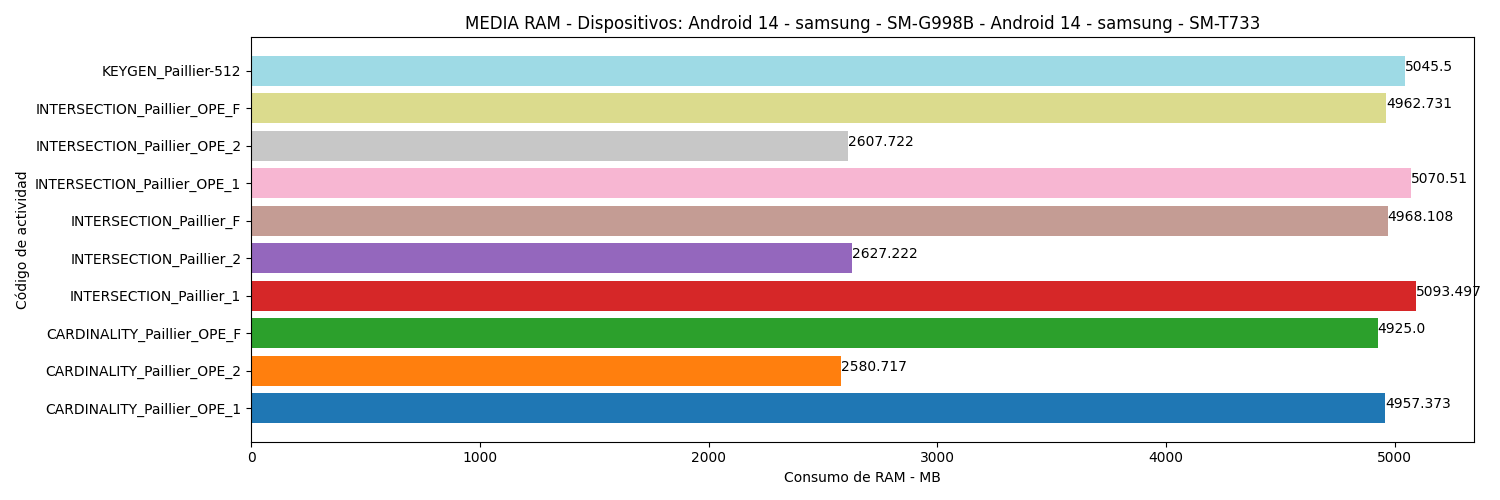 MEDIA RAM - Dispositivos: Android 14 - samsung - SM-G998B - Android 14 - samsung - SM-T733
Código de actividad
KEYGEN_Paillier-512 5045.5
INTERSECTION_Paillier_OPE_F 4962.731
INTERSECTION_Paillier_OPE_2 2607.722
INTERSECTION_Paillier_OPE_1 5070.51
INTERSECTION_Paillier_F 4968.108
INTERSECTION_Paillier_2 2627.222
INTERSECTION_Paillier_1 5093.497
CARDINALITY_Paillier_OPE_F 4925.0
CARDINALITY_Paillier_OPE_2 2580.717
CARDINALITY_Paillier_OPE_1 4957.373
0 1000 2000 3000 4000 5000
Consumo de RAM - MB